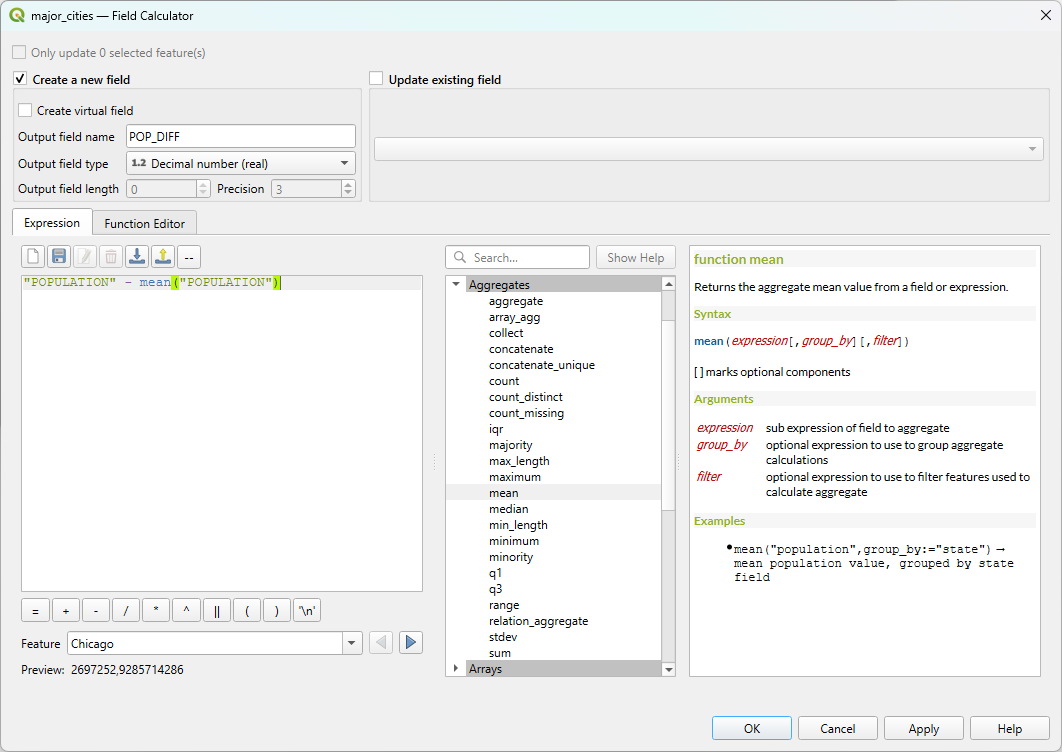 major_cities — Field Calculator
Only update 0 selected feature(s)
Create a new field
Update existing field
Create virtual field
Output field name POP_DIFF
Output field type 1.2 Decimal number (real)
Output field length 0 Precision 3
Expression Function Editor
--
"POPULATION" - mean("POPULATION")
= + - / * ^ || ( ) '\n'
Feature Chicago
Preview: 2697252,9285714286
Search... Show Help
Aggregates
aggregate
array_agg
collect
concatenate
concatenate_unique
count
count_distinct
count_missing
iqr
majority
max_length
maximum
mean
median
min_length
minimum
minority
q1
q3
range
relation_aggregate
stdev
sum
Arrays
function mean
Returns the aggregate mean value from a field or expression.
Syntax
mean(expression[,group_by][,filter])
[ ] marks optional components
Arguments
expression sub expression of field to aggregate
group_by optional expression to use to group aggregate
calculations
filter optional expression to use to filter features used to
calculate aggregate
Examples
mean("population",group_by:="state") →
mean population value, grouped by state
field
OK Cancel Apply Help